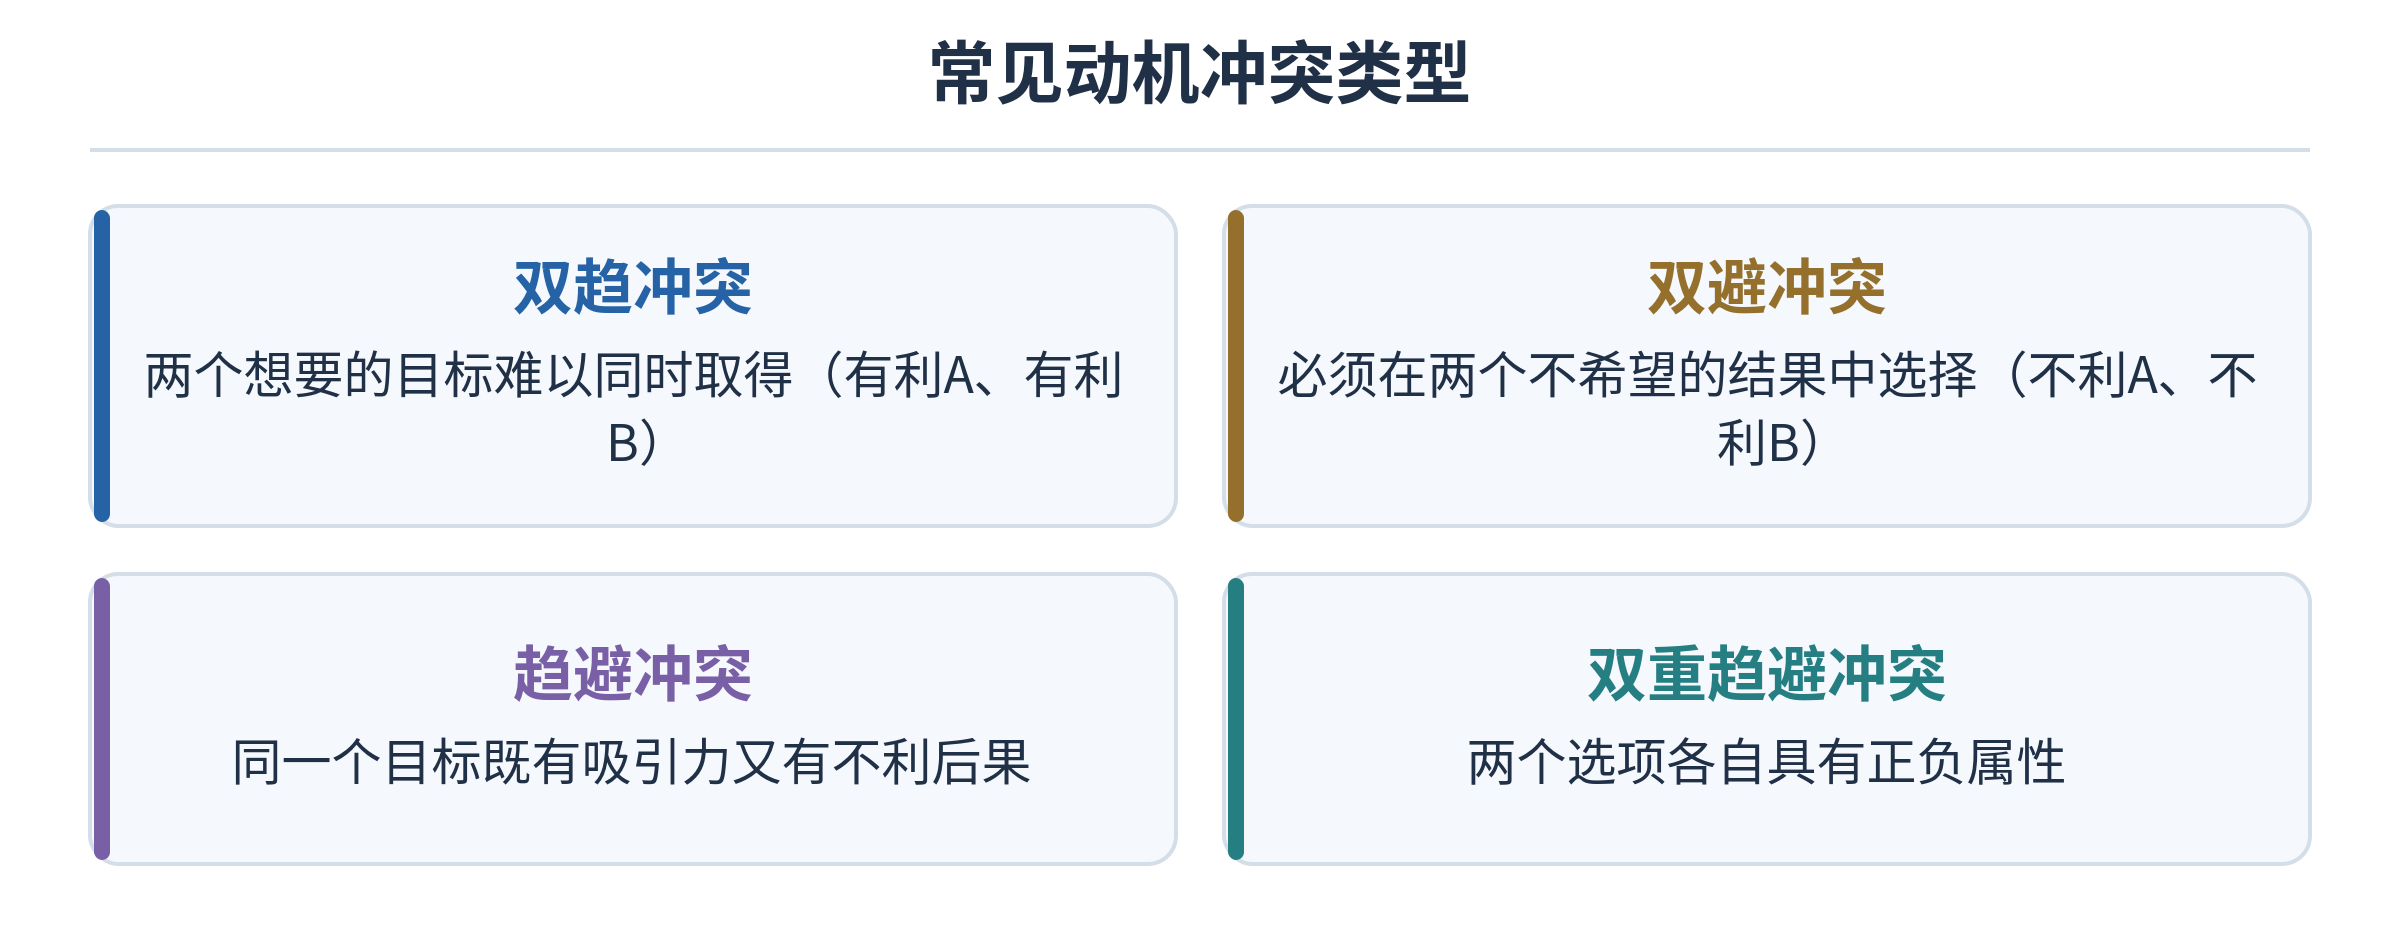 常见动机冲突类型
双趋冲突
两个想要的目标难以同时取得（有利A、有利
B）
双避冲突
必须在两个不希望的结果中选择（不利A、不
利B）
趋避冲突
同一个目标既有吸引力又有不利后果
双重趋避冲突
两个选项各自具有正负属性